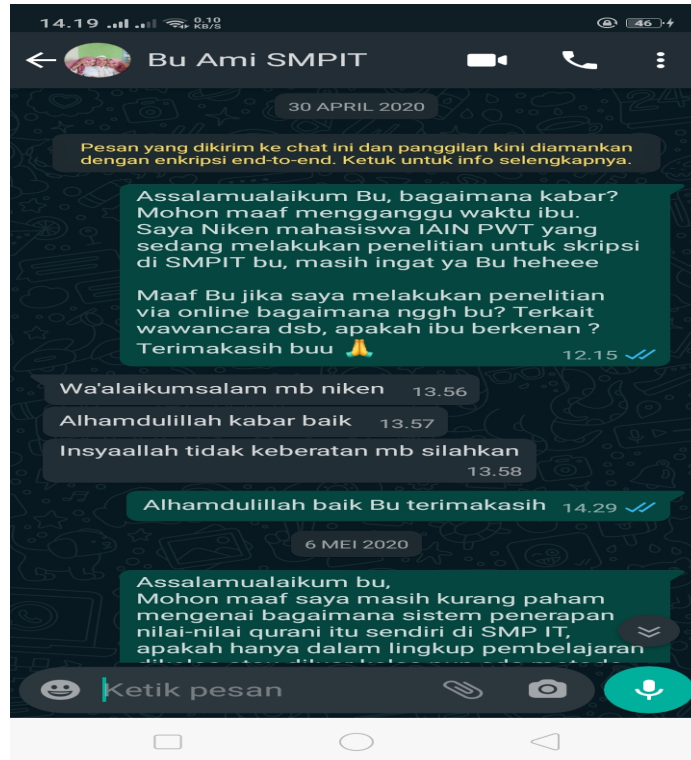 14.19 0.10 KB/S 46
Bu Ami SMPIT
30 APRIL 2020
Pesan yang dikirim ke chat ini dan panggilan kini diamankan
dengan enkripsi end-to-end. Ketuk untuk info selengkapnya.
Assalamualaikum Bu, bagaimana kabar?
Mohon maaf mengganggu waktu ibu.
Saya Niken mahasiswa IAIN PWT yang
sedang melakukan penelitian untuk skripsi
di SMPIT bu, masih ingat ya Bu heheee
Maaf Bu jika saya melakukan penelitian
via online bagaimana nggh bu? Terkait
wawancara dsb, apakah ibu berkenan ?
Terimakasih buu 🙏
12.15
Wa'alaikumsalam mb niken 13.56
Alhamdulillah kabar baik 13.57
Insyaallah tidak keberatan mb silahkan
13.58
Alhamdulillah baik Bu terimakasih 14.29
6 MEI 2020
Assalamualaikum bu,
Mohon maaf saya masih kurang paham
mengenai bagaimana sistem penerapan
nilai-nilai qurani itu sendiri di SMP IT,
apakah hanya dalam lingkup pembelajaran
Ketik pesan